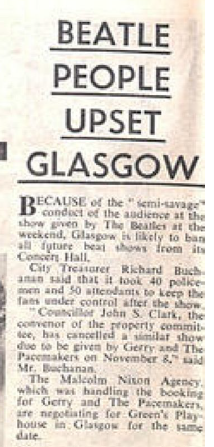 BEATLE
PEOPLE
UPSET
GLASGOW
BECAUSE of the "semi-savage"
conduct of the audience at the
show given by The Beatles at the
weekend, Glasgow is likely to ban
all future beat shows from its
Concert Hall.
City Treasurer Richard Buch-
anan said that it took 40 police-
men and 50 attendants to keep the
fans under control after the show.
"Councillor John S. Clark, the
convenor of the property commit-
tee, has cancelled a similar show
due to be given by Gerry and The
Pacemakers on November 8," said
Mr. Buchanan.
The Malcolm Nixon Agency,
which was handling the booking
for Gerry and The Pacemakers,
are negotiating for Green's Play-
house in Glasgow for the same
date.